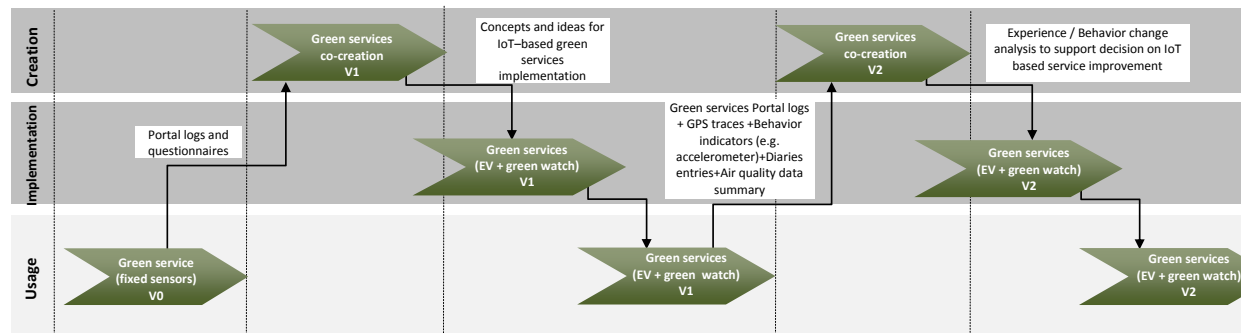 Creation
Green services
co-creation
V1
Concepts and ideas for
IoT–based green
services
implementation
Green services
co-creation
V2
Experience / Behavior change
analysis to support decision on IoT
based service improvement
Implementation
Portal logs and
questionnaires
Green services
(EV + green watch)
V1
Green services Portal logs
+ GPS traces +Behavior
indicators (e.g.
accelerometer)+Diaries
entries+Air quality data
summary
Green services
(EV + green watch)
V2
Usage
Green service
(fixed sensors)
V0
Green services
(EV + green watch)
V1
Green services
(EV + green watch)
V2